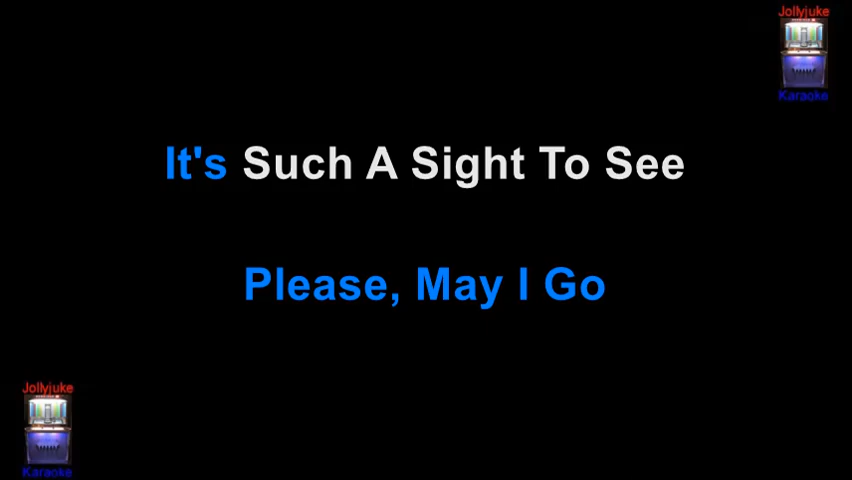 Jollyjuke
Karaoke
It's Such A Sight To See
Please, May I Go
Jollyjuke
Karaoke